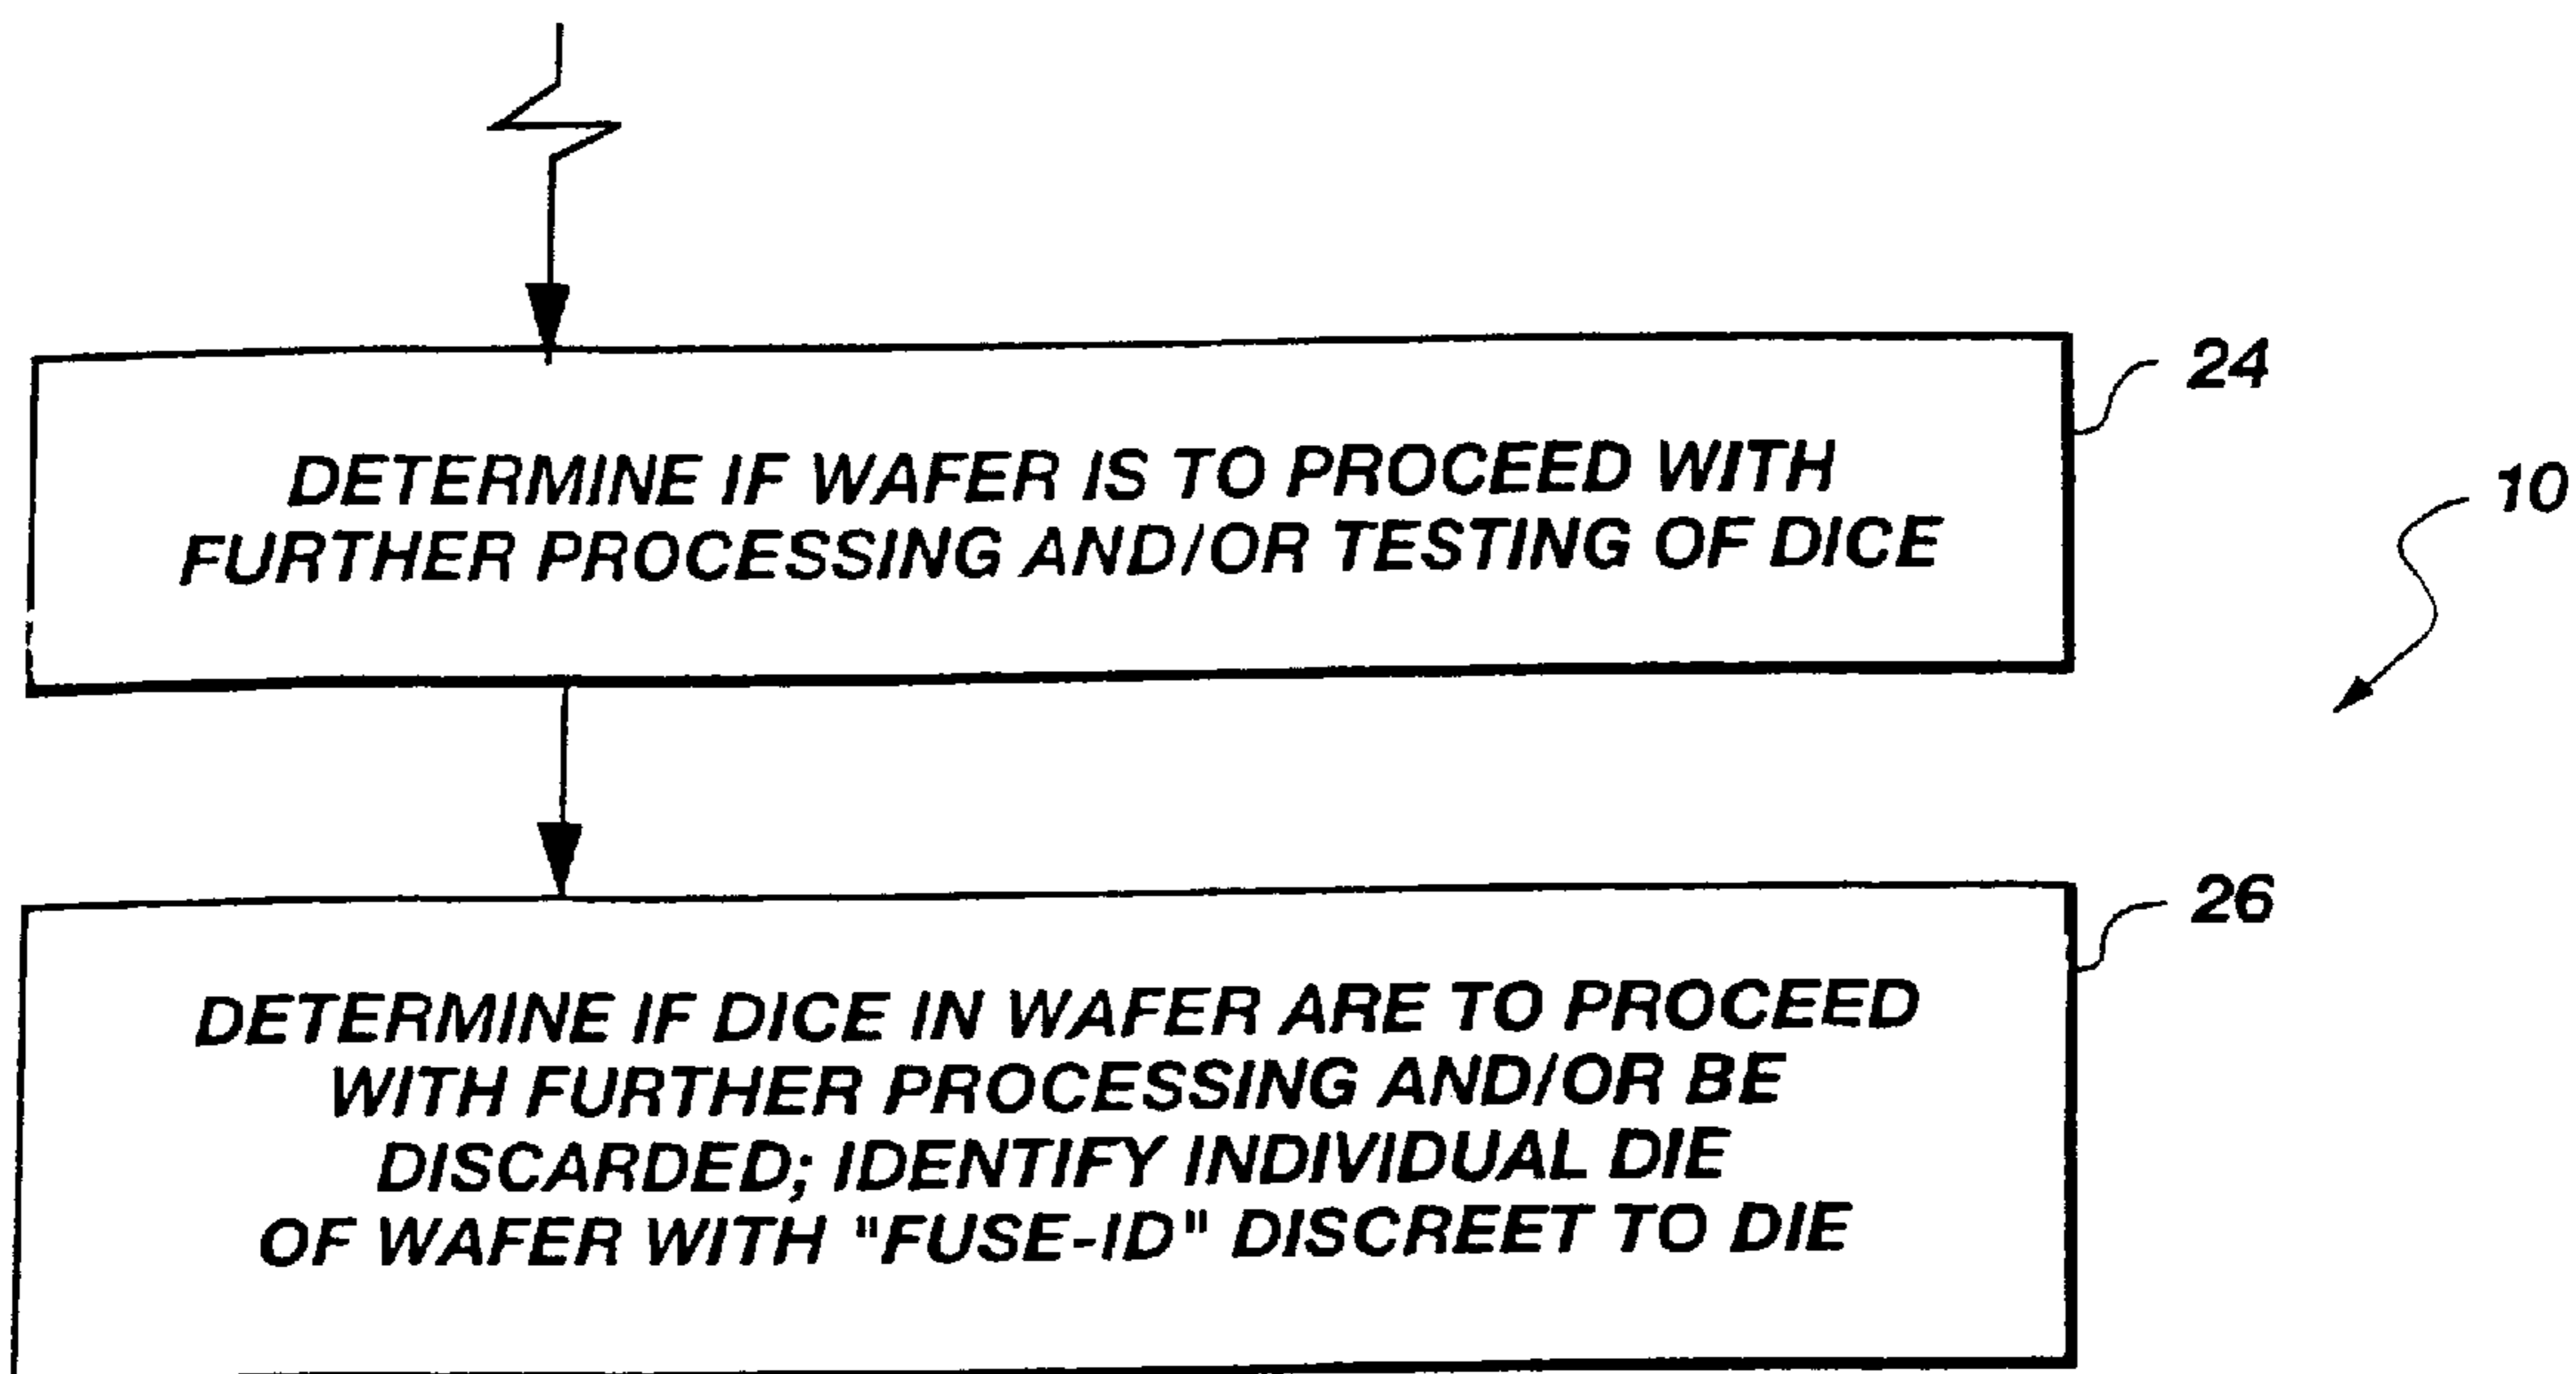 24
DETERMINE IF WAFER IS TO PROCEED WITH
FURTHER PROCESSING AND/OR TESTING OF DICE
10
26
DETERMINE IF DICE IN WAFER ARE TO PROCEED
WITH FURTHER PROCESSING AND/OR BE
DISCARDED; IDENTIFY INDIVIDUAL DIE
OF WAFER WITH "FUSE-ID" DISCREET TO DIE